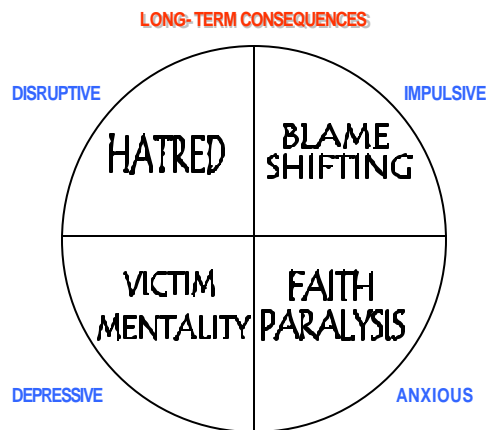 LONG- TERM CONSEQUENCES
DISRUPTIVE
IMPULSIVE
HATRED
BLAME
SHIFTING
VICTIM
MENTALITY
FAITH
PARALYSIS
DEPRESSIVE
ANXIOUS